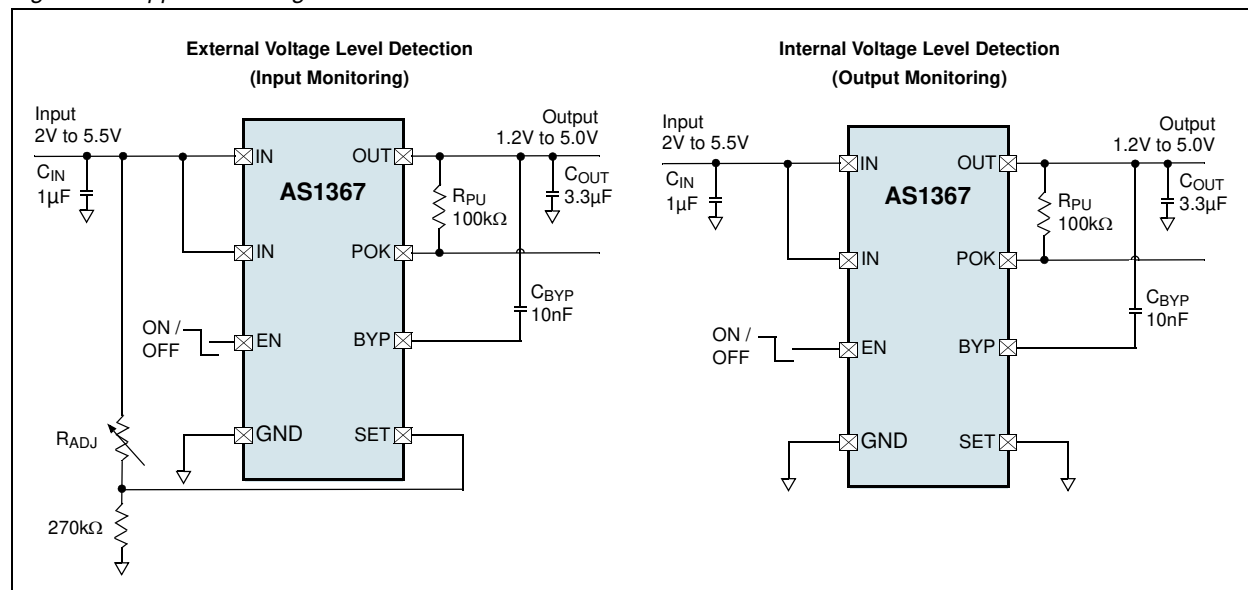 External Voltage Level Detection
(Input Monitoring)
Input
2V to 5.5V
Output
1.2V to 5.0V
CIN
1µF
IN
OUT
AS1367
RPU
100kΩ
COUT
3.3µF
IN
POK
CBYP
10nF
ON /
OFF
EN
BYP
RADJ
GND
SET
270kΩ
Internal Voltage Level Detection
(Output Monitoring)
Input
2V to 5.5V
Output
1.2V to 5.0V
CIN
1µF
IN
OUT
AS1367
RPU
100kΩ
COUT
3.3µF
IN
POK
CBYP
10nF
ON /
OFF
EN
BYP
GND
SET